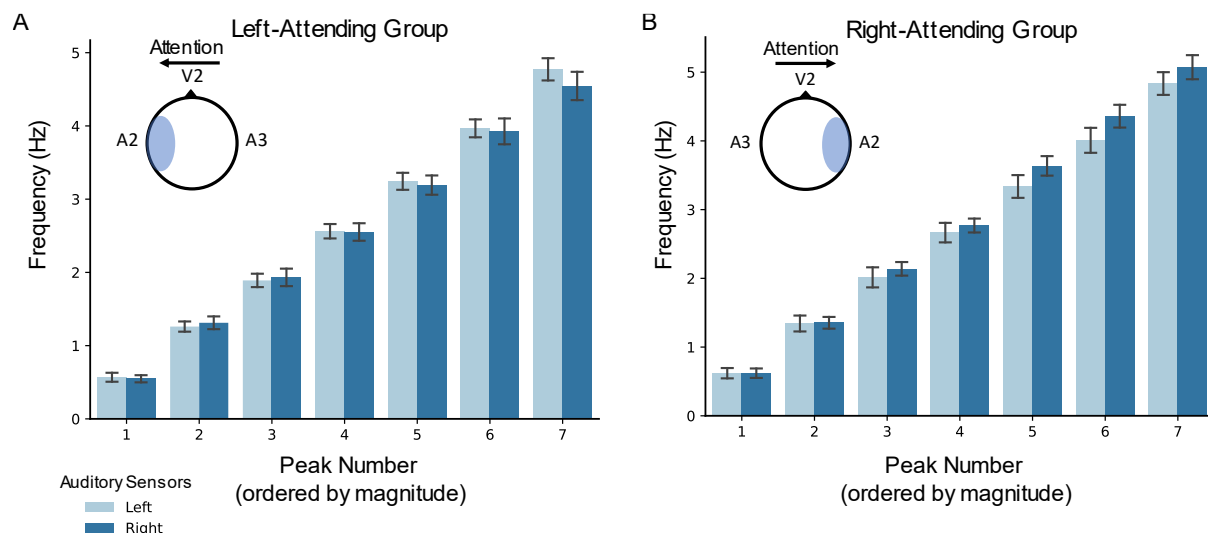 A
Left-Attending Group
Attention
V2
A2
A3
Frequency (Hz)
5
4
3
2
1
0
1 2 3 4 5 6 7
Peak Number
(ordered by magnitude)
Auditory Sensors
Left
Right
B
Right-Attending Group
Attention
V2
A3
A2
Frequency (Hz)
5
4
3
2
1
0
1 2 3 4 5 6 7
Peak Number
(ordered by magnitude)